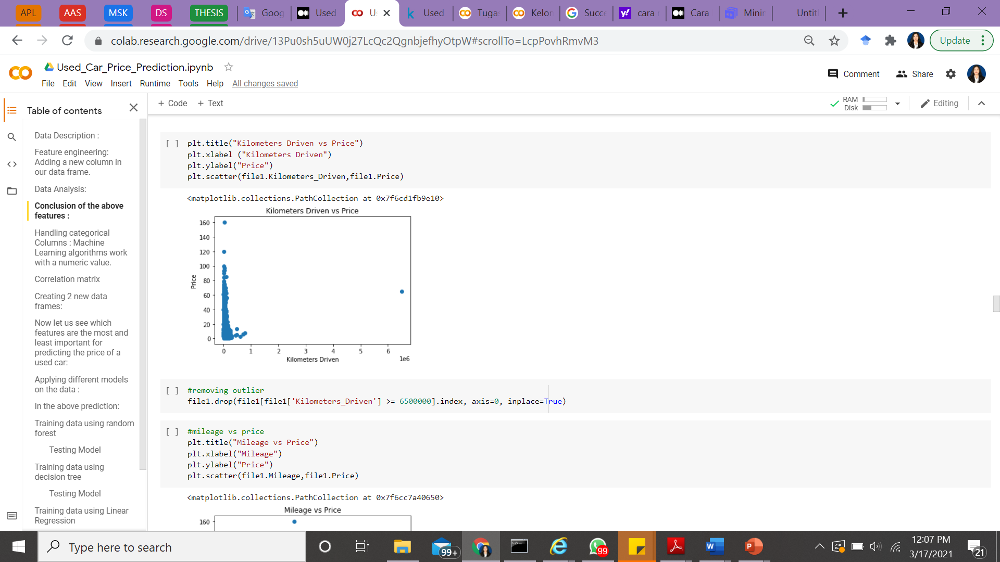 APL
AAS
MSK
DS
THESIS
Goog
Used
U
Used
Tuga
Kelon
Succe
cara
Cara
Minin
Untitl
colab.research.google.com/drive/13Pu0sh5uUW0j27LcQc2QgnbjefhyOtpW#scrollTo=LcpPovhRmvM3
Update
Used_Car_Price_Prediction.ipynb
File Edit View Insert Runtime Tools Help All changes saved
Comment
Share
Table of contents
+ Code + Text
RAM
Disk
Editing
Data Description :
Feature engineering:
Adding a new column in
our data frame.
Data Analysis:
Conclusion of the above
features :
Handling categorical
Columns : Machine
Learning algorithms work
with a numeric value.
Correlation matrix
Creating 2 new data
frames:
Now let us see which
features are the most and
least important for
predicting the price of a
used car:
Applying different models
on the data :
In the above prediction:
Training data using random
forest
Testing Model
Training data using
decision tree
Testing Model
Training data using Linear
Regression
[ ] plt.title("Kilometers Driven vs Price")
plt.xlabel ("Kilometers Driven")
plt.ylabel("Price")
plt.scatter(file1.Kilometers_Driven,file1.Price)
<matplotlib.collections.PathCollection at 0x7f6cd1fb9e10>
Kilometers Driven vs Price
160
140
120
100
80
60
40
20
0
Price
0 1 2 3 4 5 6
Kilometers Driven
1e6
[ ] #removing outlier
file1.drop(file1[file1['Kilometers_Driven'] >= 6500000].index, axis=0, inplace=True)
[ ] #mileage vs price
plt.title("Mileage vs Price")
plt.xlabel("Mileage")
plt.ylabel("Price")
plt.scatter(file1.Mileage,file1.Price)
<matplotlib.collections.PathCollection at 0x7f6cc7a40650>
Mileage vs Price
160
Type here to search
99+
99
12:07 PM
3/17/2021
21